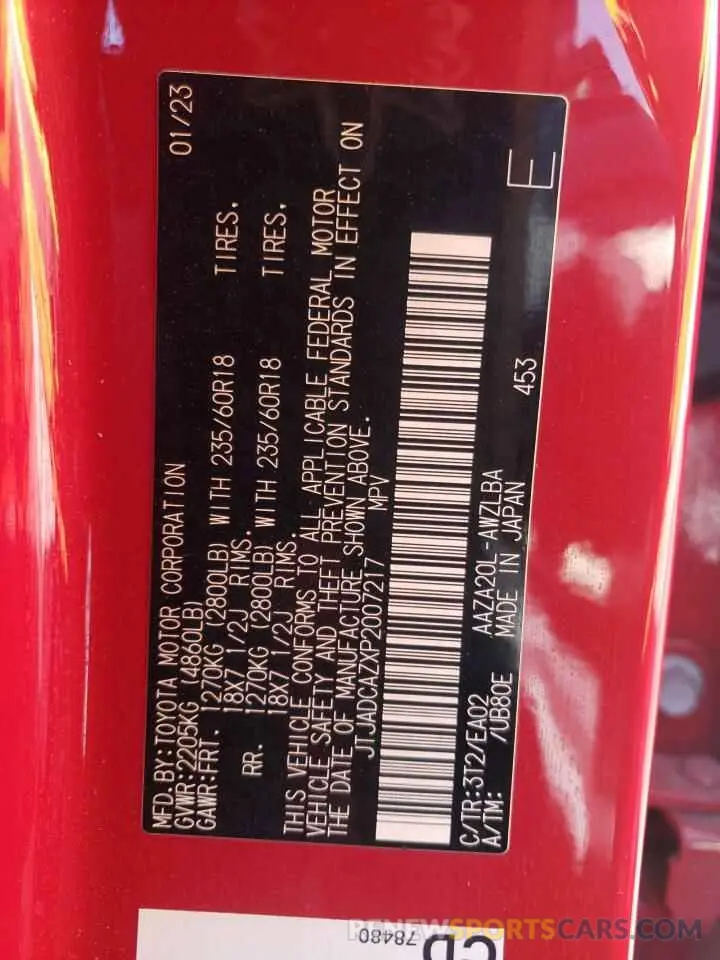 MFD. BY: TOYOTA MOTOR CORPORATION 01/23
GVWR: 2205KG (4860LB)
GAWR: FRT. 1270KG (2800LB) WITH 235/60R18 TIRES.
18X7 1/2J RIMS.
RR. 1270KG (2800LB) WITH 235/60R18 TIRES.
18X7 1/2J RIMS.
THIS VEHICLE CONFORMS TO ALL APPLICABLE FEDERAL MOTOR
VEHICLE SAFETY AND THEFT PREVENTION STANDARDS IN EFFECT ON
THE DATE OF MANUFACTURE SHOWN ABOVE.
JTJADCAZXP2007217 MPV
C/TR: 3T2/EA02 AAZA20L-AWZLBA
A/TM: /UB80E MADE IN JAPAN 453 E
78480
RENEWSPORTSCARS.COM